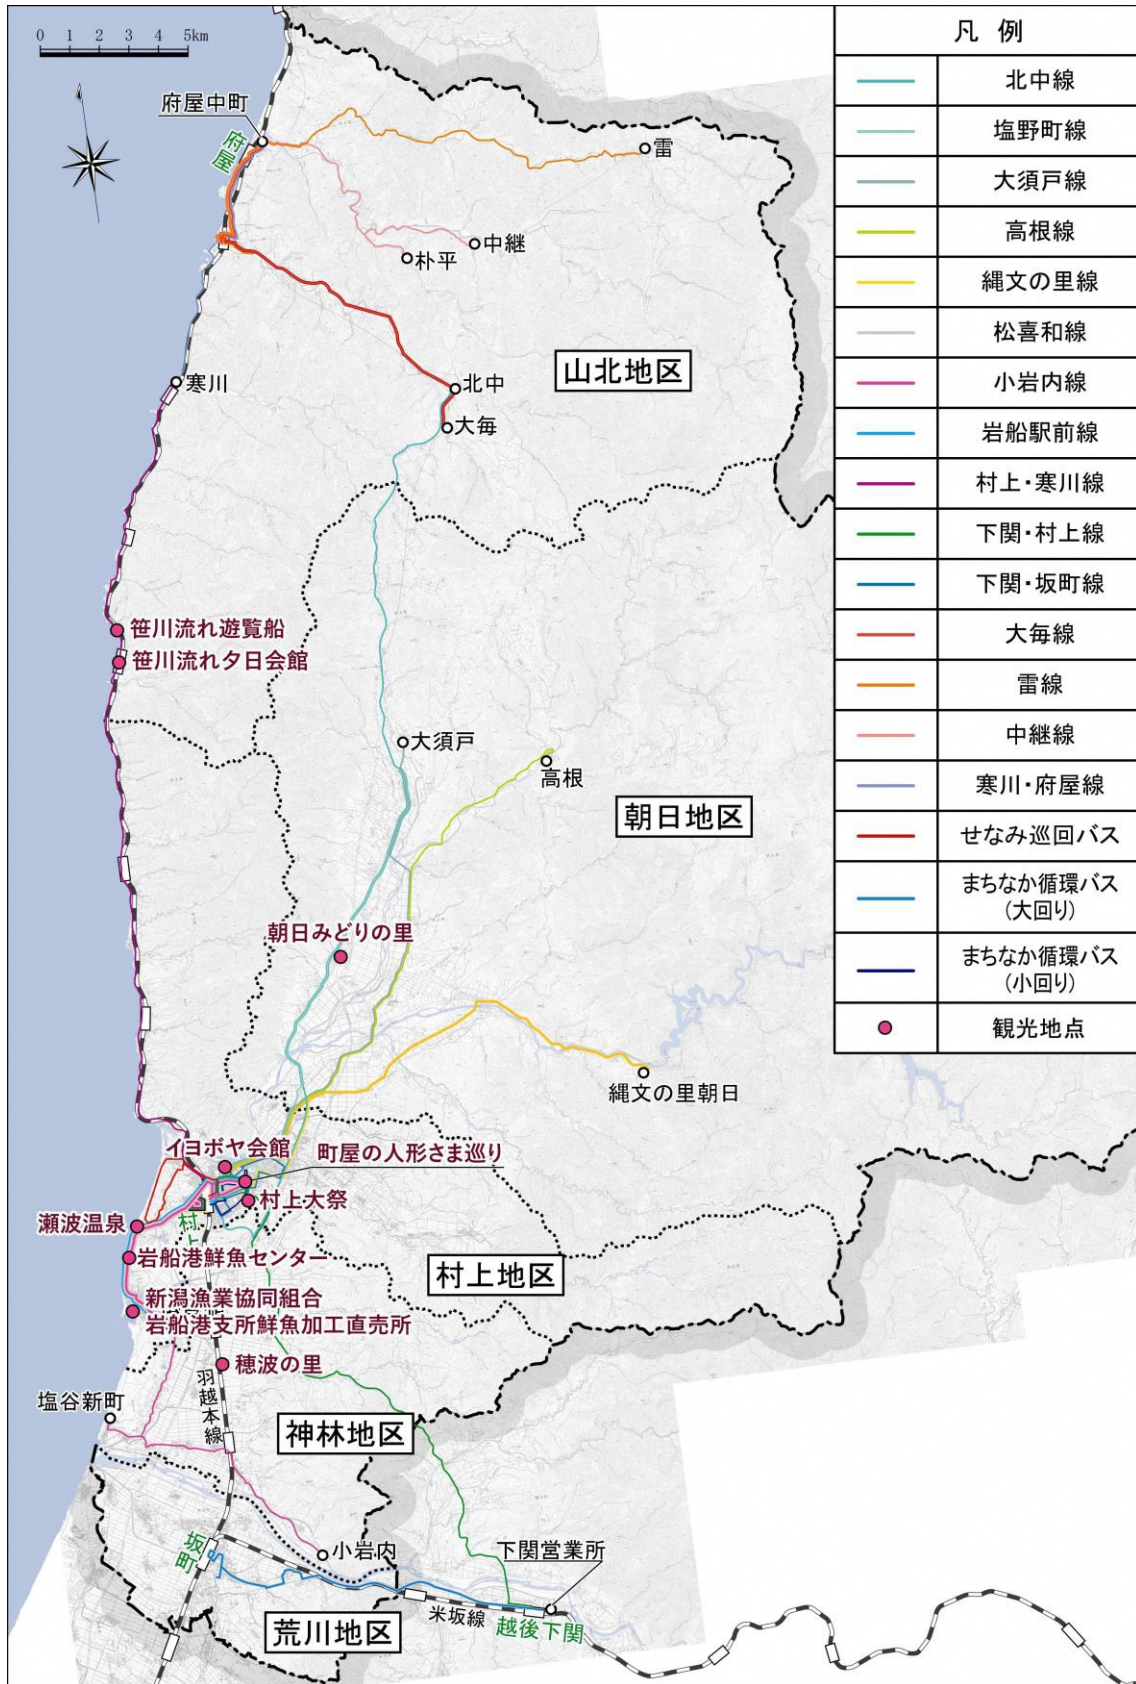 0 1 2 3 4 5km
府屋中町
府屋
雷
中継
朴平
山北地区
北中
大毎
寒川
笹川流れ遊覧船
笹川流れ夕日会館
大須戸
高根
朝日地区
朝日みどりの里
縄文の里朝日
イヨボヤ会館
町屋の人形さま巡り
村上大祭
瀬波温泉
村上
岩船港鮮魚センター
村上地区
新潟漁業協同組合
岩船港支所鮮魚加工直売所
穂波の里
羽越本線
塩谷新町
神林地区
坂町
小岩内
下関営業所
米坂線
越後下関
荒川地区
凡 例
北中線
塩野町線
大須戸線
高根線
縄文の里線
松喜和線
小岩内線
岩船駅前線
村上・寒川線
下関・村上線
下関・坂町線
大毎線
雷線
中継線
寒川・府屋線
せなみ巡回バス
まちなか循環バス
(大回り)
まちなか循環バス
(小回り)
観光地点